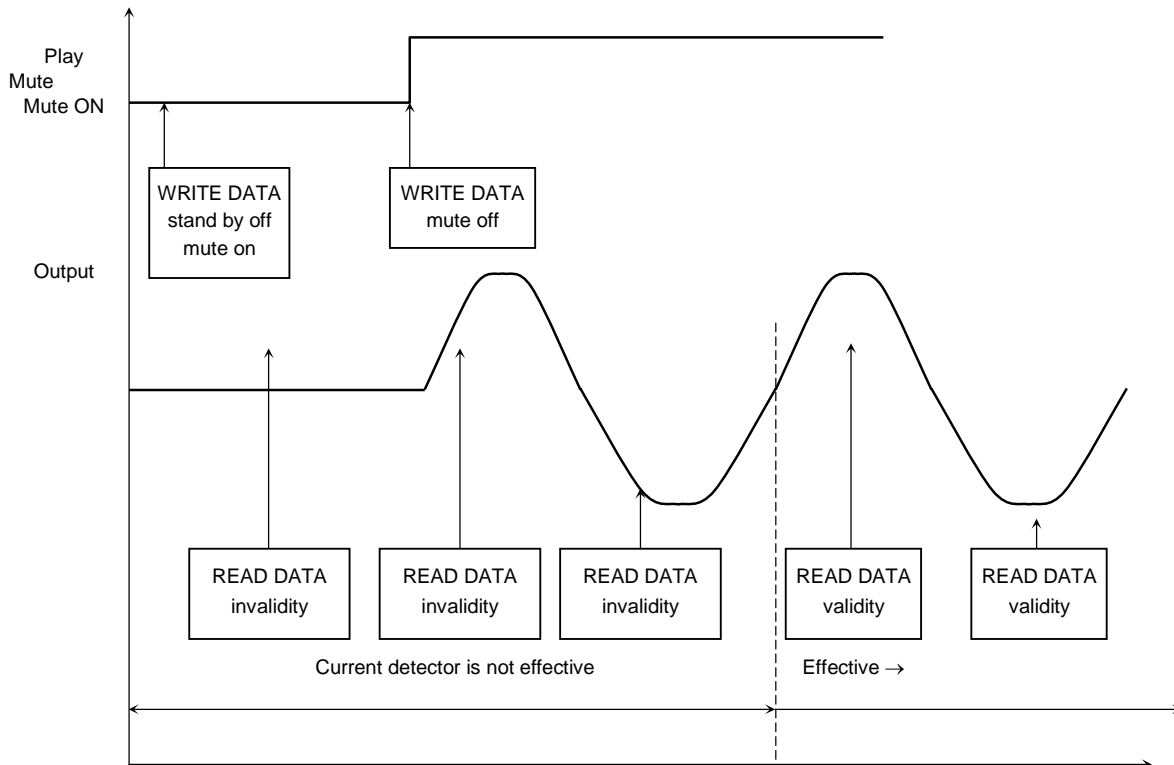 Play
Mute
Mute ON
WRITE DATA
stand by off
mute on
WRITE DATA
mute off
Output
READ DATA
invalidity
READ DATA
invalidity
READ DATA
invalidity
READ DATA
validity
READ DATA
validity
Current detector is not effective
Effective →